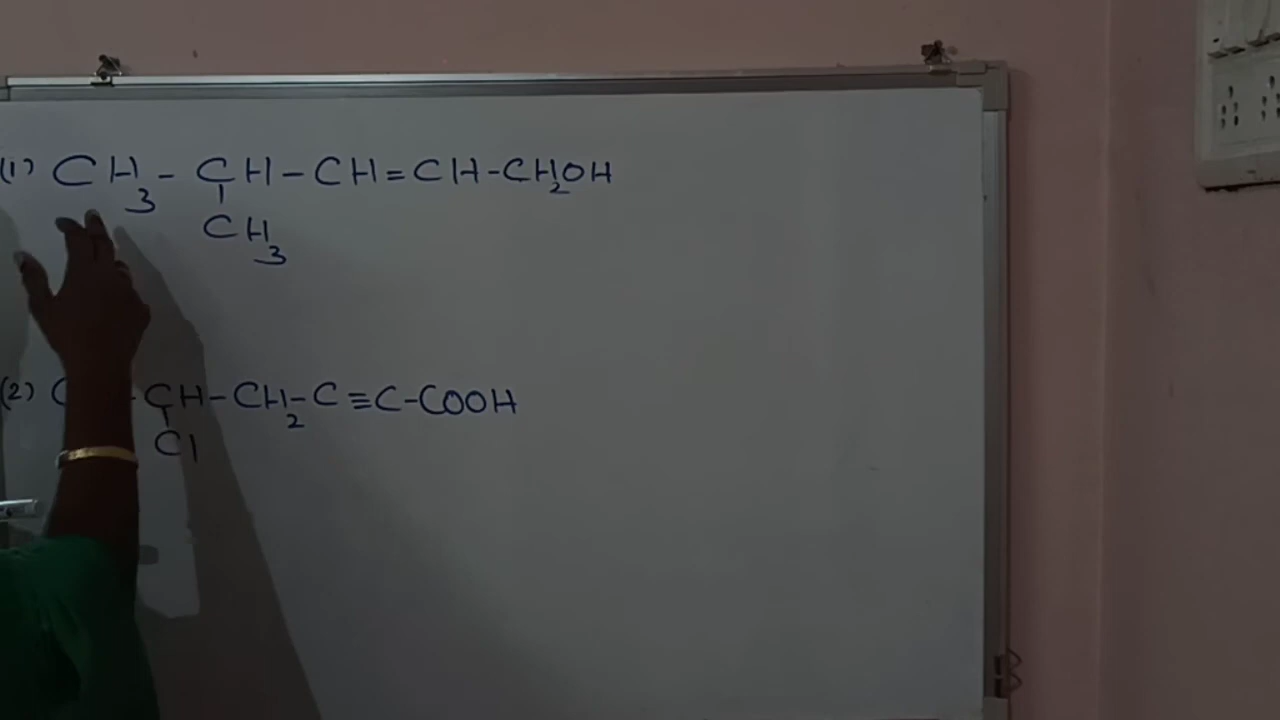 (1) CH₃ - CH - CH = CH - CH₂OH
CH₃
(2) C - CH - CH₂ - C ≡ C - COOH
Cl